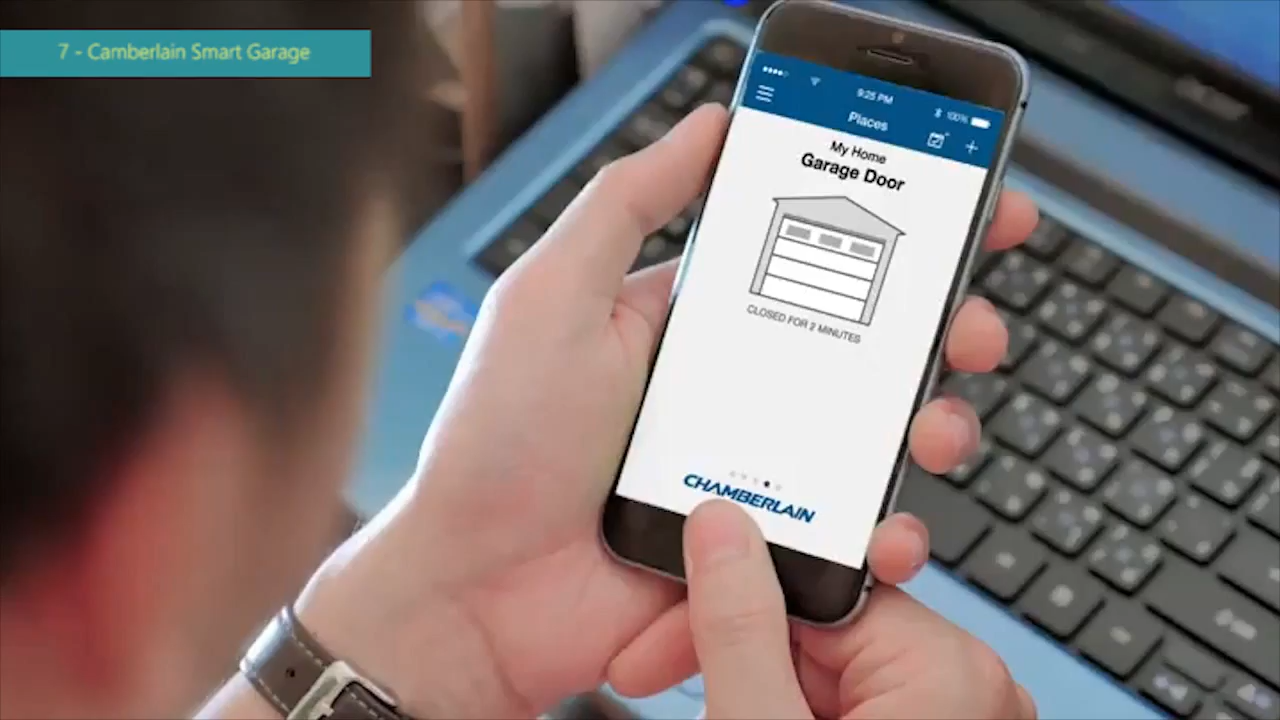 7 - Camberlain Smart Garage
9:25 PM
100%
Places
My Home
Garage Door
CLOSED FOR 2 MINUTES
CHAMBERLAIN